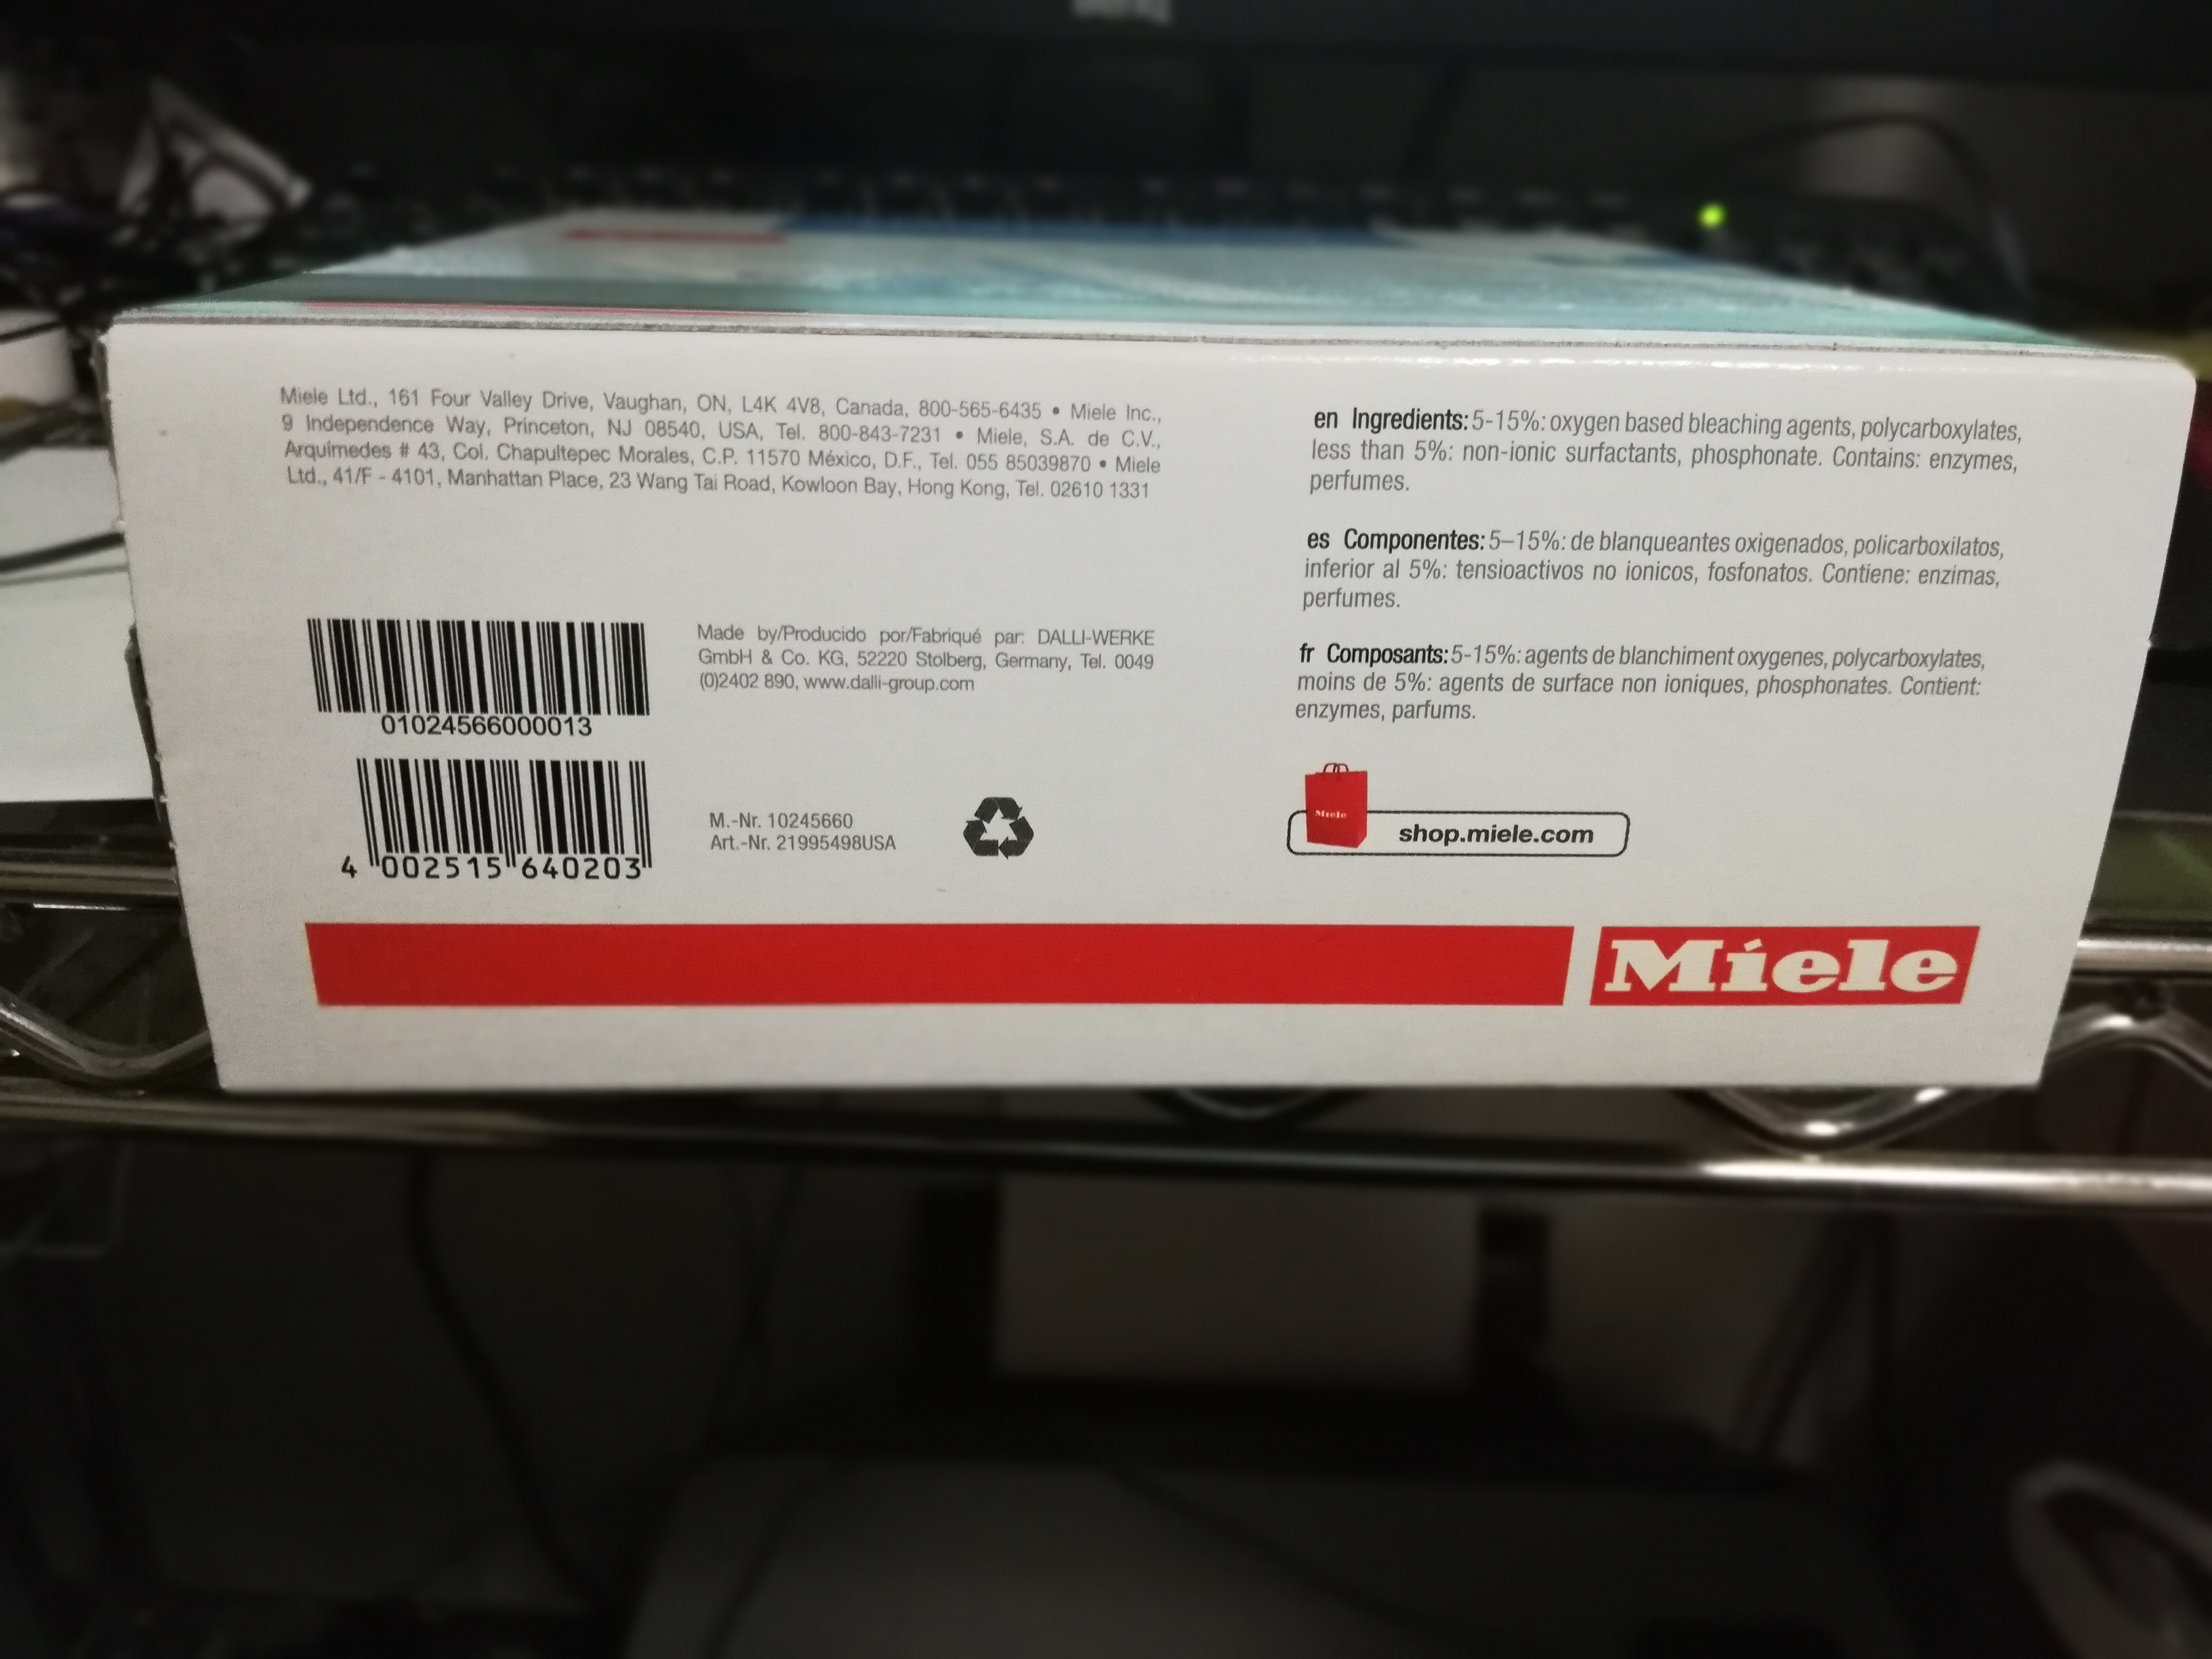 Miele Ltd., 161 Four Valley Drive, Vaughan, ON, L4K 4V8, Canada, 800-565-6435 • Miele Inc.,
9 Independence Way, Princeton, NJ 08540, USA, Tel. 800-843-7231 • Miele, S.A. de C.V.,
Arquímedes # 43, Col. Chapultepec Morales, C.P. 11570 México, D.F., Tel. 055 85039870 • Miele
Ltd., 41/F - 4101, Manhattan Place, 23 Wang Tai Road, Kowloon Bay, Hong Kong, Tel. 02610 1331
01024566000013
4 002515 640203
Made by/Producido por/Fabriqué par: DALLI-WERKE
GmbH & Co. KG, 52220 Stolberg, Germany, Tel. 0049
(0)2402 890, www.dalli-group.com
M.-Nr. 10245660
Art.-Nr. 21995498USA
en Ingredients: 5-15%: oxygen based bleaching agents, polycarboxylates,
less than 5%: non-ionic surfactants, phosphonate. Contains: enzymes,
perfumes.
es Componentes: 5–15%: de blanqueantes oxigenados, policarboxilatos,
inferior al 5%: tensioactivos no ionicos, fosfonatos. Contiene: enzimas,
perfumes.
fr Composants: 5-15%: agents de blanchiment oxygenes, polycarboxylates,
moins de 5%: agents de surface non ioniques, phosphonates. Contient:
enzymes, parfums.
Miele
shop.miele.com
Miele